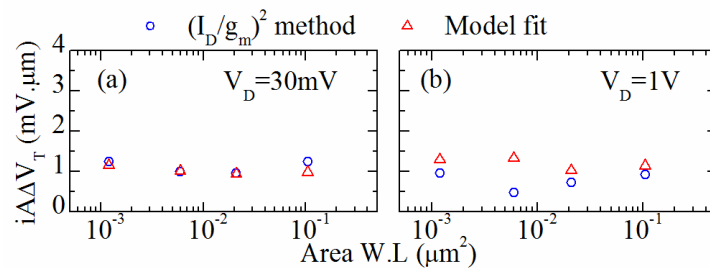 (I_D/g_m)^2 method Model fit
iAΔV_T (mV.μm)
4
3
2
1
0
(a) V_D=30mV
(b) V_D=1V
10^-3 10^-2 10^-1 10^-3 10^-2 10^-1
Area W.L (μm^2)